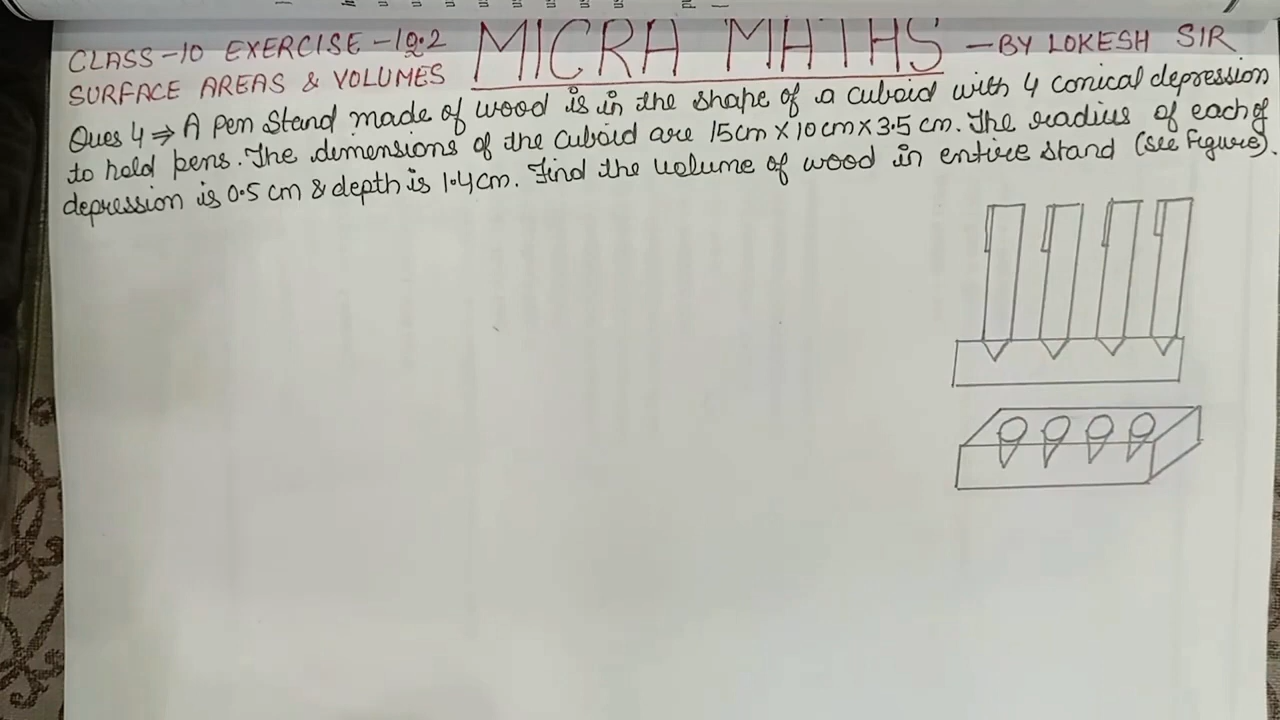 CLASS-10 EXERCISE-12.2 MICRA MATHS -BY LOKESH SIR
SURFACE AREAS & VOLUMES
Ques 4 ⇒ A Pen Stand made of wood is in the shape of a cuboid with 4 conical depression
to hold pens. The dimensions of the cuboid are 15cm × 10cm × 3.5 cm. The radius of each of
depression is 0.5 cm & depth is 1.4cm. Find the volume of wood in entire stand (see figure).